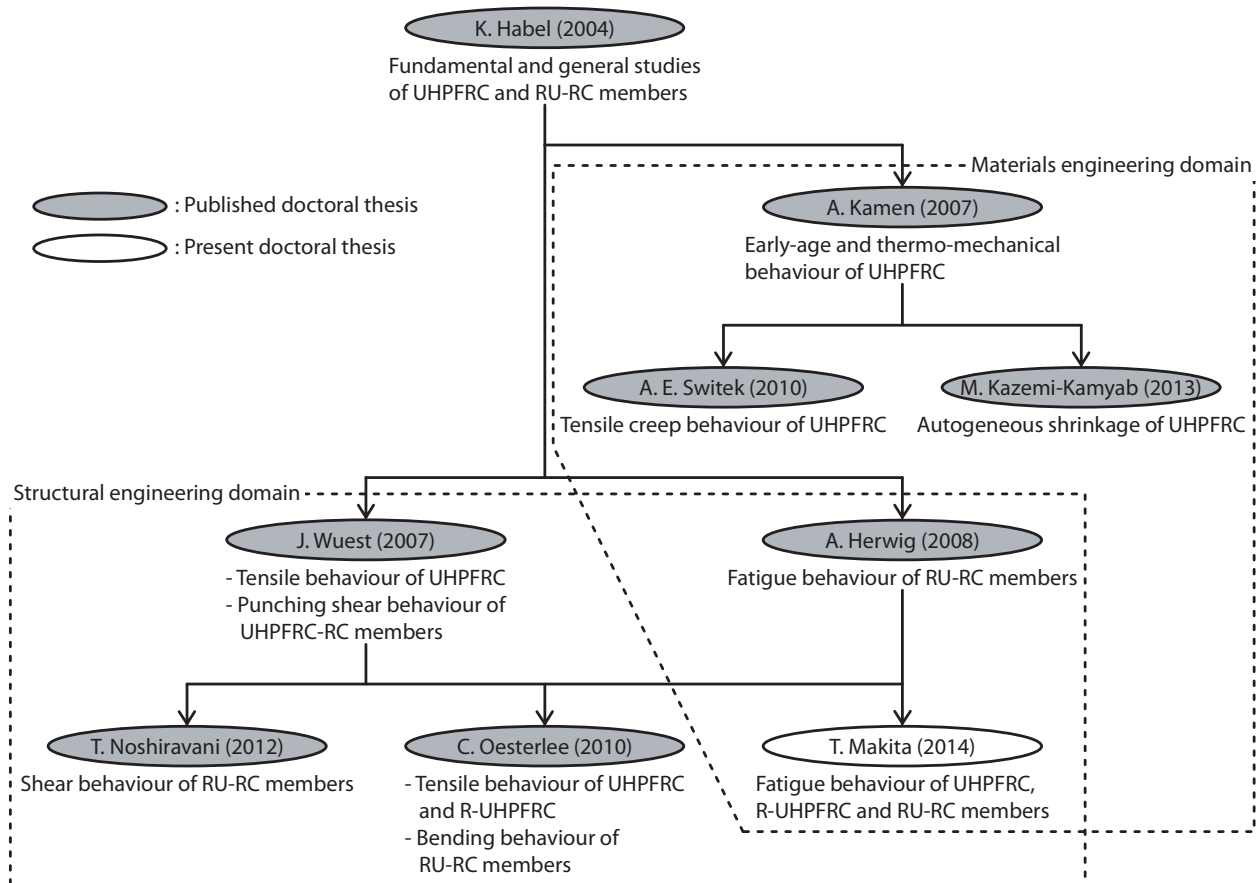 K. Habel (2004)
Fundamental and general studies
of UHPFRC and RU-RC members
Materials engineering domain
: Published doctoral thesis
: Present doctoral thesis
A. Kamen (2007)
Early-age and thermo-mechanical
behaviour of UHPFRC
A. E. Switek (2010)
Tensile creep behaviour of UHPFRC
M. Kazemi-Kamyab (2013)
Autogeneous shrinkage of UHPFRC
Structural engineering domain
J. Wuest (2007)
- Tensile behaviour of UHPFRC
- Punching shear behaviour of
UHPFRC-RC members
A. Herwig (2008)
Fatigue behaviour of RU-RC members
T. Noshiravani (2012)
Shear behaviour of RU-RC members
C. Oesterlee (2010)
- Tensile behaviour of UHPFRC
and R-UHPFRC
- Bending behaviour of
RU-RC members
T. Makita (2014)
Fatigue behaviour of UHPFRC,
R-UHPFRC and RU-RC members